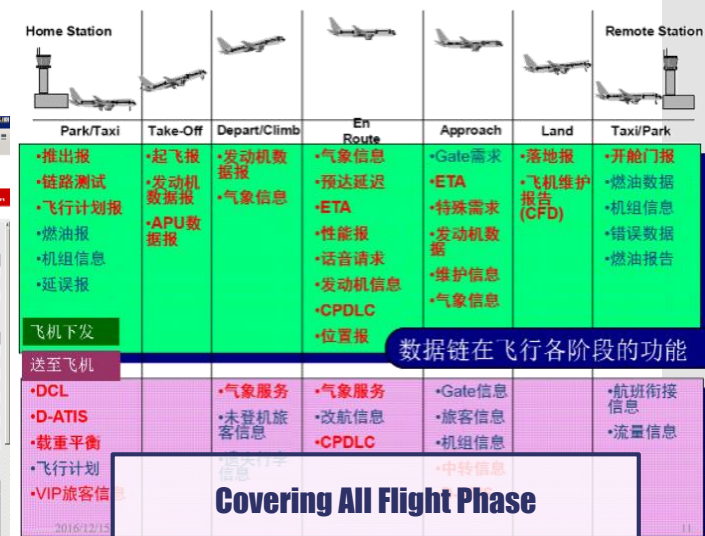 Home Station
Remote Station
Park/Taxi
Take-Off
Depart/Climb
En
Route
Approach
Land
Taxi/Park
•推出报
•链路测试
•飞行计划报
•燃油报
•机组信息
•延误报
•起飞报
•发动机
数据报
•APU数
据报
•发动机数
据报
•气象信息
•气象信息
•预达延迟
•ETA
•性能报
•话音请求
•发动机信息
•CPDLC
•位置报
•Gate需求
•ETA
•特殊需求
•发动机数
据
•维护信息
•气象信息
•落地报
•飞机维护
报告
(CFD)
•开舱门报
•燃油数据
•机组信息
•错误数据
•燃油报告
飞机下发
数据链在飞行各阶段的功能
送至飞机
•DCL
•D-ATIS
•载重平衡
•飞行计划
•VIP旅客信息
•气象服务
•未登机旅
客信息
•遗失行李
信息
•气象服务
•改航信息
•CPDLC
•Gate信息
•旅客信息
•机组信息
•中转信息
•航班衔接
信息
•流量信息
Covering All Flight Phase
2016/12/15
11